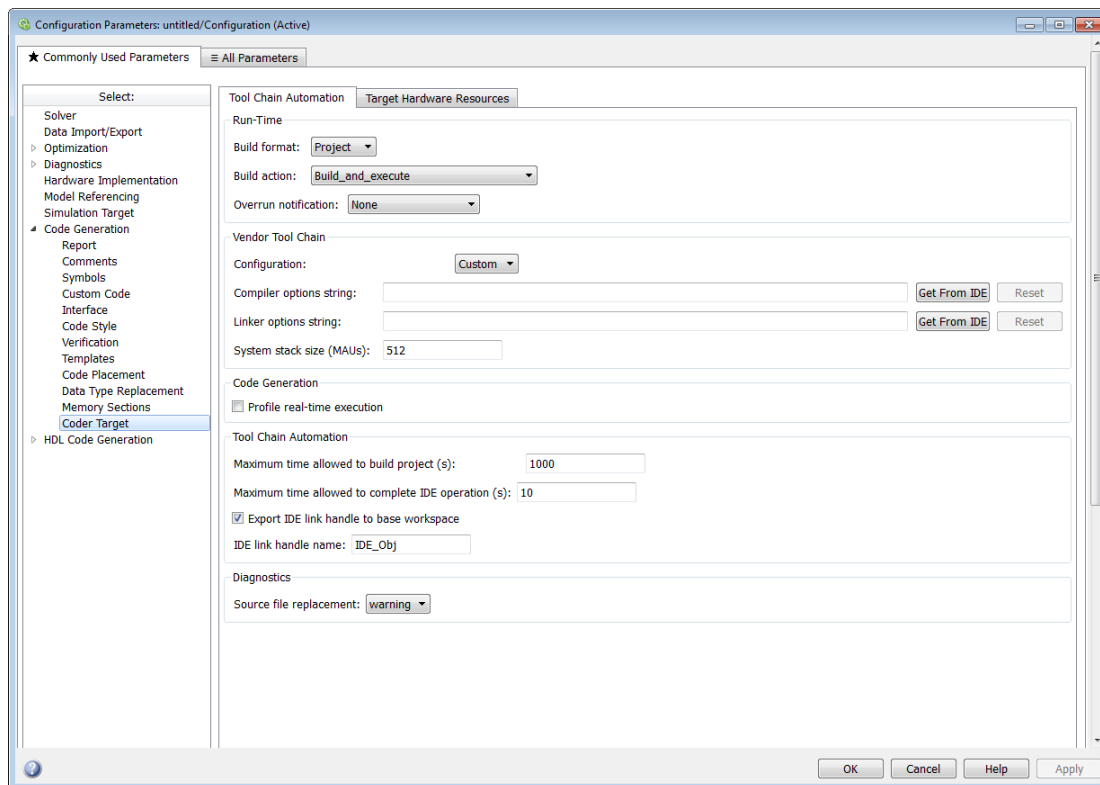 Configuration Parameters: untitled/Configuration (Active)
★ Commonly Used Parameters
≡ All Parameters
Select:
Solver
Data Import/Export
Optimization
Diagnostics
Hardware Implementation
Model Referencing
Simulation Target
Code Generation
Report
Comments
Symbols
Custom Code
Interface
Code Style
Verification
Templates
Code Placement
Data Type Replacement
Memory Sections
Coder Target
HDL Code Generation
Tool Chain Automation
Target Hardware Resources
Run-Time
Build format: Project
Build action: Build_and_execute
Overrun notification: None
Vendor Tool Chain
Configuration: Custom
Compiler options string: Get From IDE Reset
Linker options string: Get From IDE Reset
System stack size (MAUs): 512
Code Generation
Profile real-time execution
Tool Chain Automation
Maximum time allowed to build project (s): 1000
Maximum time allowed to complete IDE operation (s): 10
Export IDE link handle to base workspace
IDE link handle name: IDE_Obj
Diagnostics
Source file replacement: warning
OK Cancel Help Apply